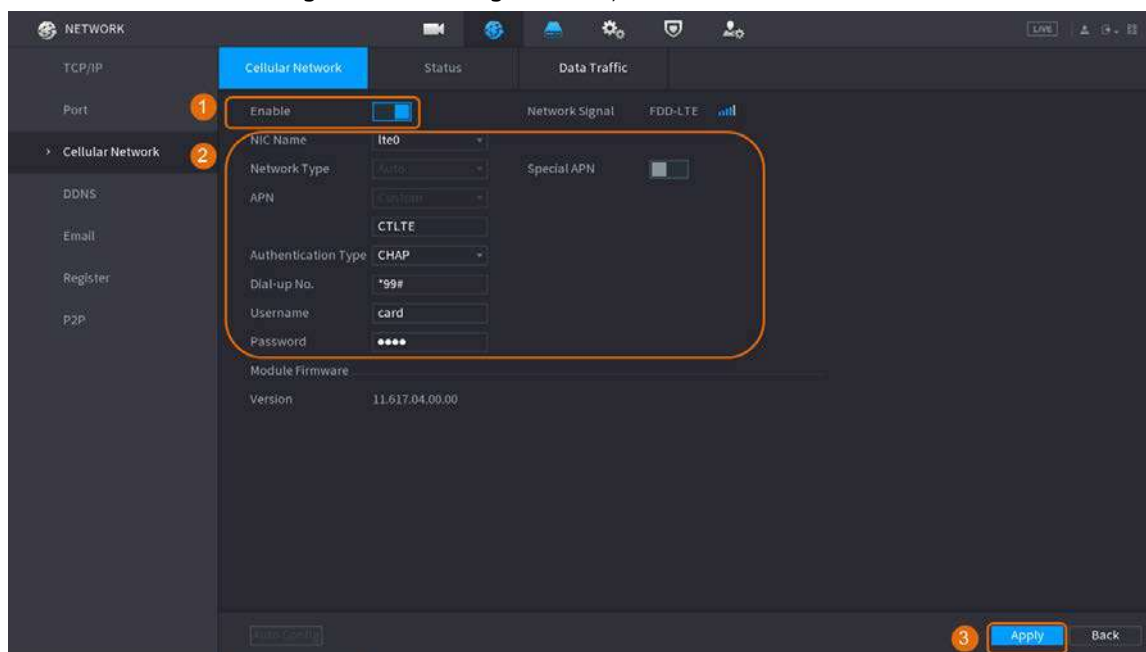 NETWORK
LIVE
TCP/IP
Port
Cellular Network
DDNS
Email
Register
P2P
Cellular Network Status Data Traffic
1
Enable Network Signal FDD-LTE
2
NIC Name lte0
Network Type Auto Special APN
APN Custom
CTLTE
Authentication Type CHAP
Dial-up No. *99#
Username card
Password ●●●●
Module Firmware
Version 11.617.04.00.00
Auto Config 3 Apply Back